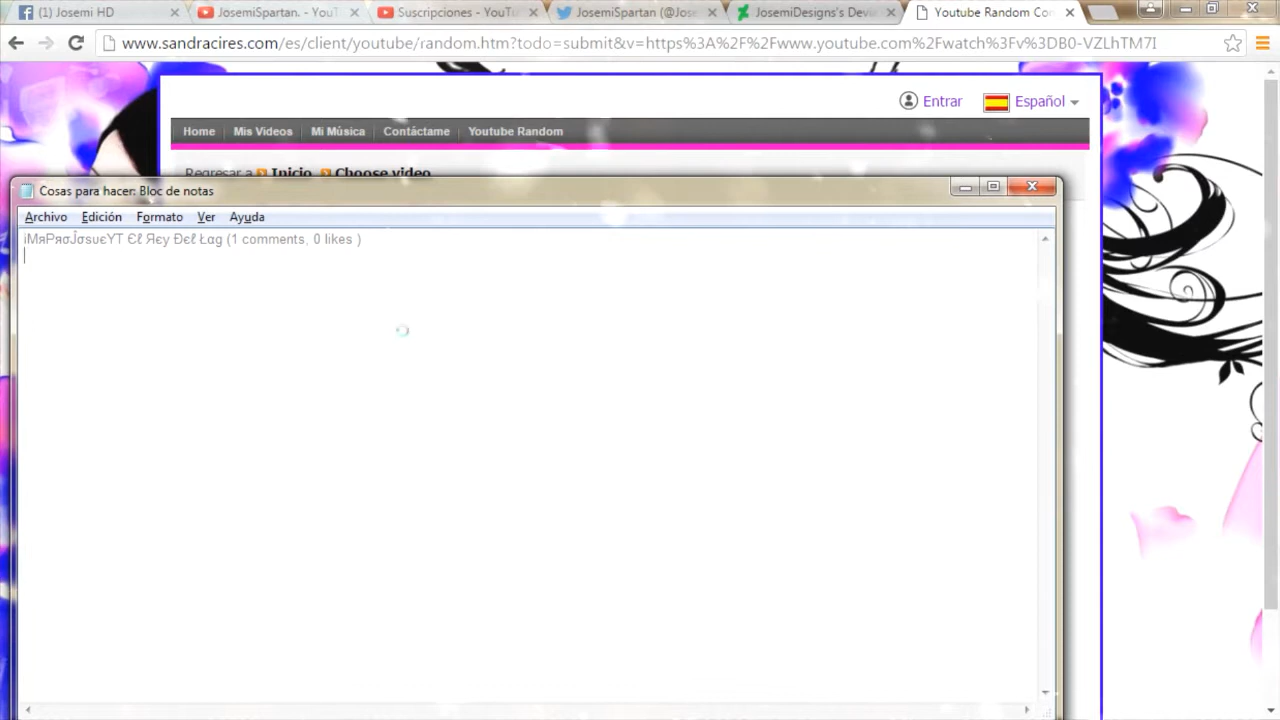 (1) Josemi HD
JosemiSpartan. - YouT
Suscripciones - YouTu
JosemiSpartan (@Jose
JosemiDesigns's Devia
Youtube Random Con
www.sandracires.com/es/client/youtube/random.htm?todo=submit&v=https%3A%2F%2Fwww.youtube.com%2Fwatch%3Fv%3DB0-VZLhTM7I
Entrar
Español
Home
Mis Videos
Mi Música
Contáctame
Youtube Random
Regresar a Inicio Choose video
Cosas para hacer: Bloc de notas
Archivo Edición Formato Ver Ayuda
(1 comments, 0 likes )